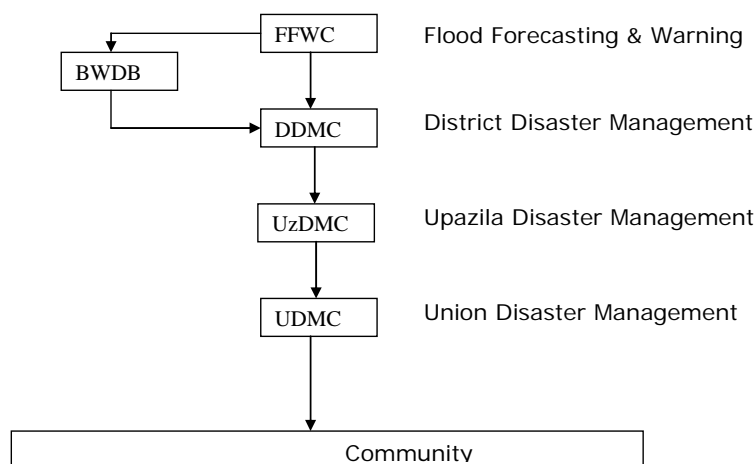 FFWC Flood Forecasting & Warning
BWDB
DDMC District Disaster Management
UzDMC Upazila Disaster Management
UDMC Union Disaster Management
Community